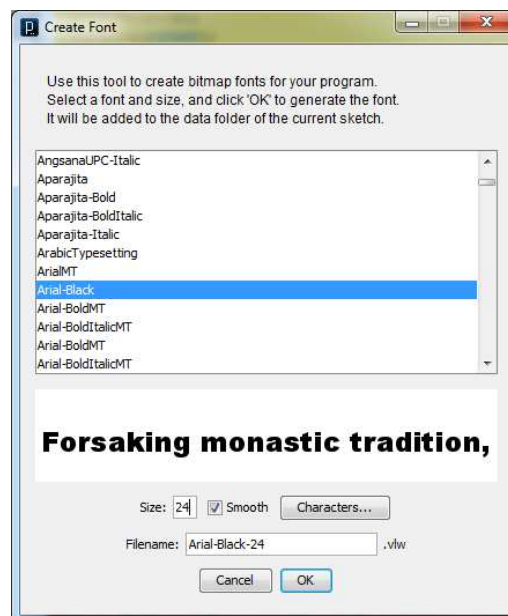 Create Font
Use this tool to create bitmap fonts for your program.
Select a font and size, and click 'OK' to generate the font.
It will be added to the data folder of the current sketch.
AngsanaUPC-Italic
Aparajita
Aparajita-Bold
Aparajita-BoldItalic
Aparajita-Italic
ArabicTypesetting
ArialMT
Arial-Black
Arial-BoldMT
Arial-BoldItalicMT
Arial-BoldMT
Arial-BoldItalicMT
Forsaking monastic tradition,
Size: 24 Smooth Characters...
Filename: Arial-Black-24 .vlw
Cancel OK